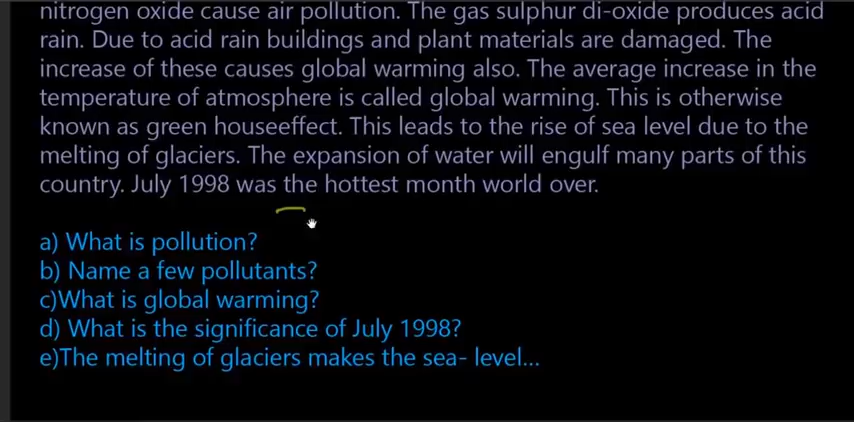 nitrogen oxide cause air pollution. The gas sulphur di-oxide produces acid
rain. Due to acid rain buildings and plant materials are damaged. The
increase of these causes global warming also. The average increase in the
temperature of atmosphere is called global warming. This is otherwise
known as green houseeffect. This leads to the rise of sea level due to the
melting of glaciers. The expansion of water will engulf many parts of this
country. July 1998 was the hottest month world over.
a) What is pollution?
b) Name a few pollutants?
c)What is global warming?
d) What is the significance of July 1998?
e)The melting of glaciers makes the sea- level...